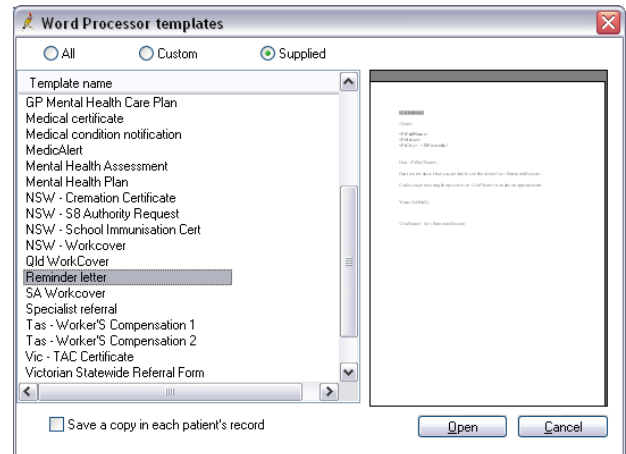 Word Processor templates
All Custom Supplied
Template name
GP Mental Health Care Plan
Medical certificate
Medical condition notification
MedicAlert
Mental Health Assessment
Mental Health Plan
NSW - Cremation Certificate
NSW - S8 Authority Request
NSW - School Immunisation Cert
NSW - Workcover
Qld WorkCover
Reminder letter
SA Workcover
Specialist referral
Tas - Worker'S Compensation 1
Tas - Worker'S Compensation 2
Vic - TAC Certificate
Victorian Statewide Referral Form
Save a copy in each patient's record
Open Cancel